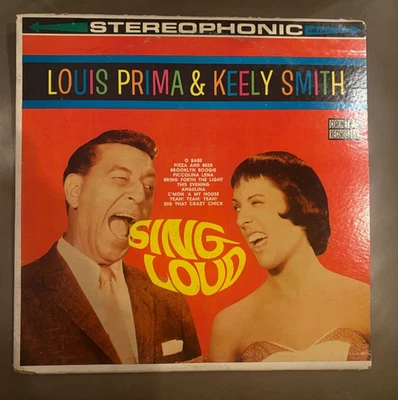 STEREOPHONIC
LOUIS PRIMA & KEELY SMITH
O BABE
PIZZA AND BEER
BROOKLYN BOOGIE
PICCOLINA LENA
BRING FORTH THE LIGHT
THIS EVENING
ANGELINA
C'MON 'A MY HOUSE
YEAH! YEAH! YEAH!
DIG THAT CRAZY CHICK
SING
LOUD